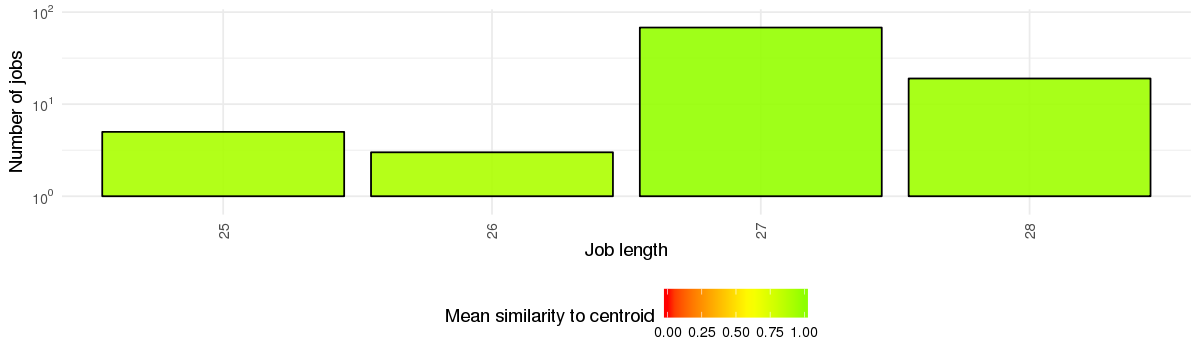 Number of jobs
10²
10¹
10⁰
25 26 27 28
Job length
Mean similarity to centroid
0.00 0.25 0.50 0.75 1.00